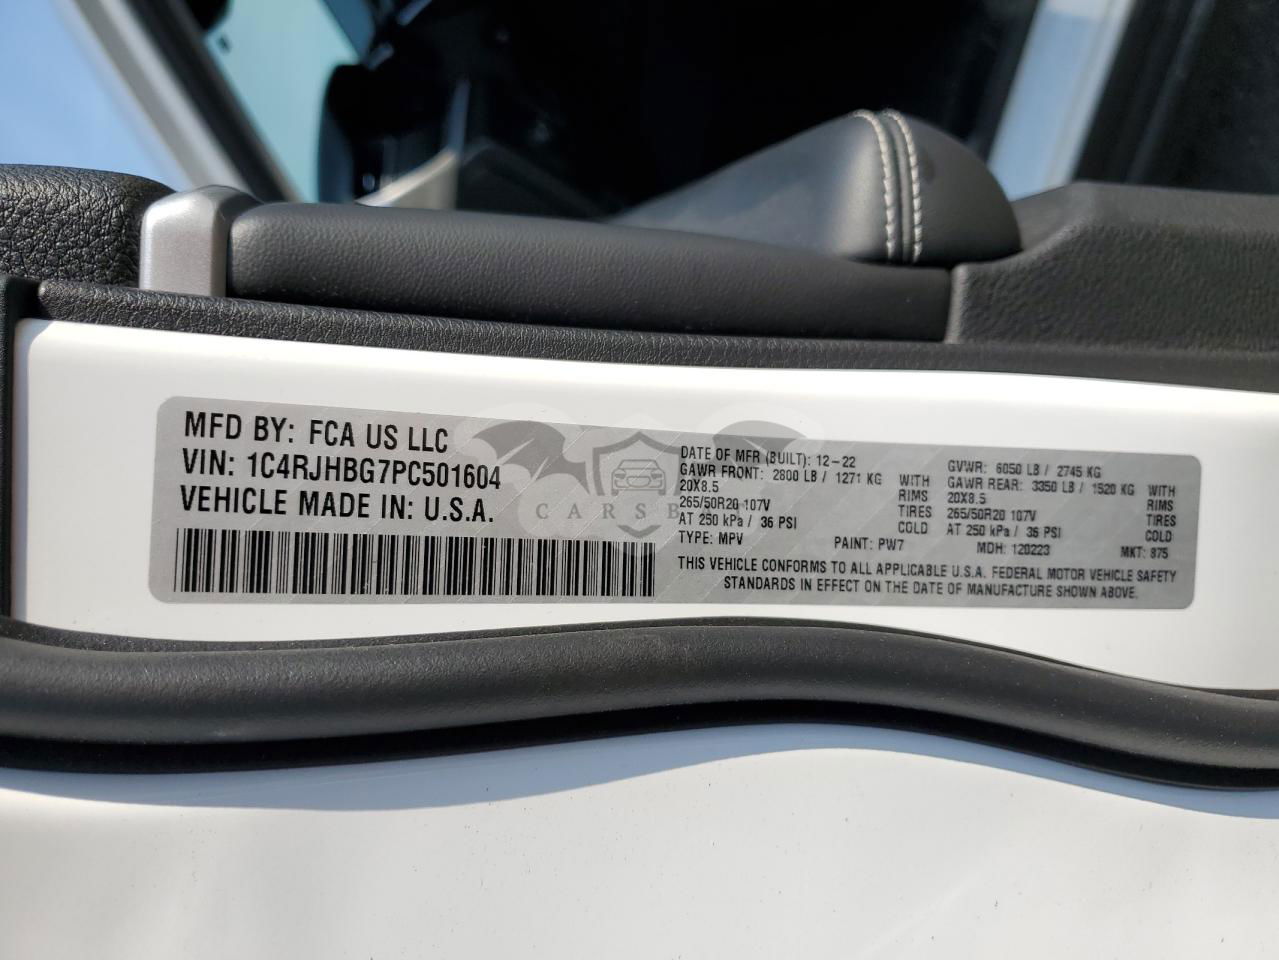 MFD BY: FCA US LLC
VIN: 1C4RJHBG7PC501604
VEHICLE MADE IN: U.S.A.
CARSB
DATE OF MFR (BUILT): 12-22
GAWR FRONT: 2800 LB / 1271 KG WITH
20X8.5 RIMS
265/50R20 107V TIRES
AT 250 kPa / 36 PSI COLD
TYPE: MPV PAINT: PW7
GVWR: 6050 LB / 2745 KG
GAWR REAR: 3350 LB / 1520 KG WITH
20X8.5 RIMS
265/50R20 107V TIRES
AT 250 kPa / 36 PSI COLD
MDH: 120223 MKT: 875
THIS VEHICLE CONFORMS TO ALL APPLICABLE U.S.A. FEDERAL MOTOR VEHICLE SAFETY
STANDARDS IN EFFECT ON THE DATE OF MANUFACTURE SHOWN ABOVE.